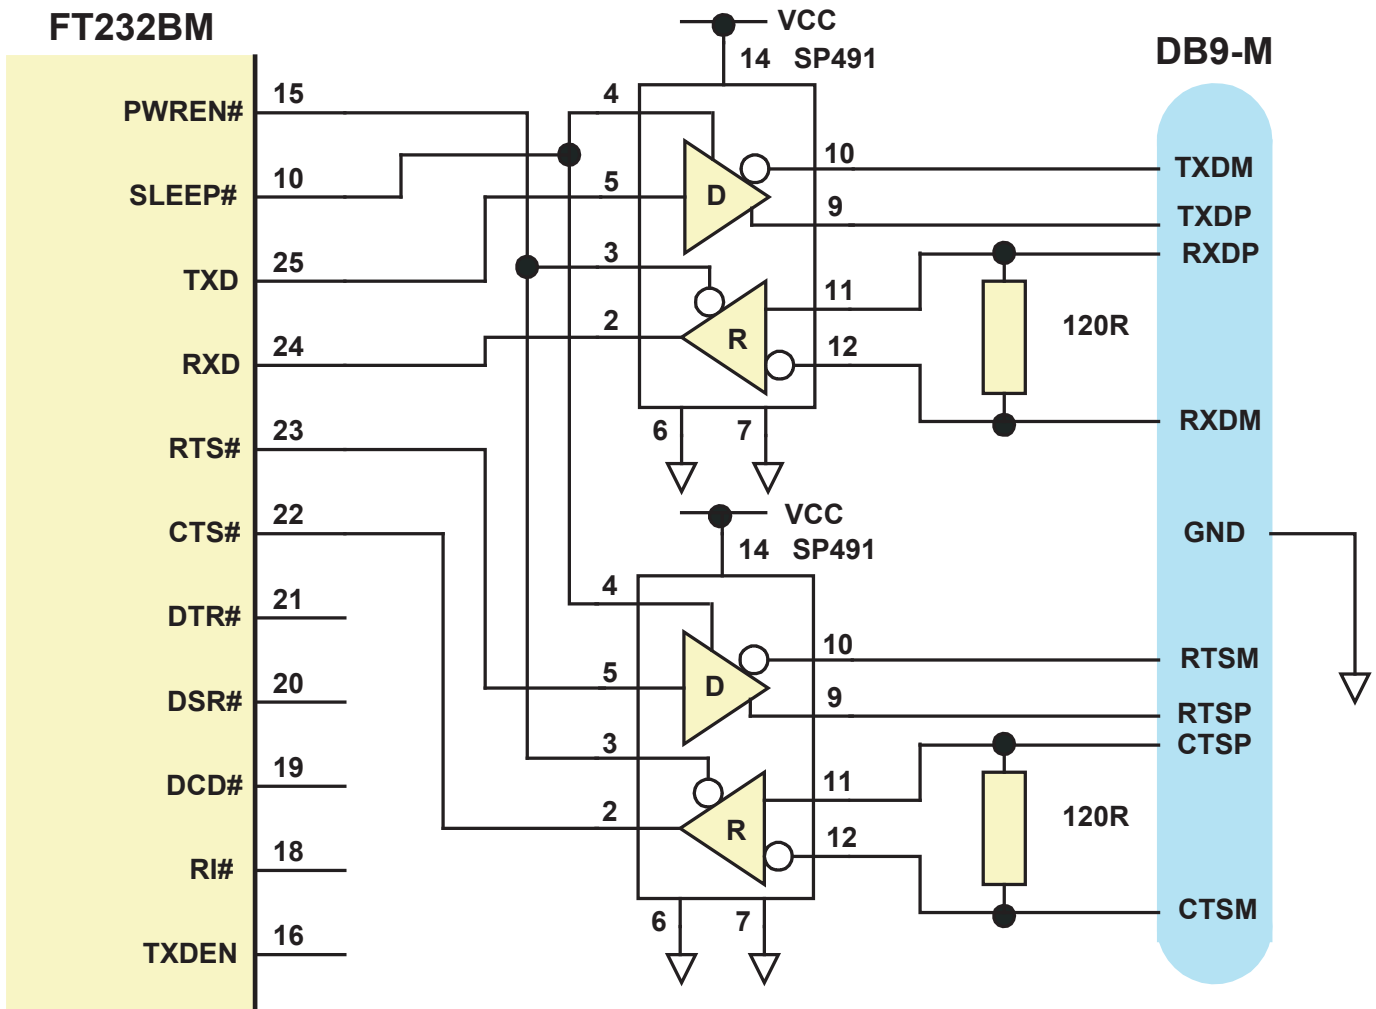 FT232BM
VCC
14 SP491
DB9-M
PWREN# 15
SLEEP# 10
TXD 25
RXD 24
RTS# 23
CTS# 22
DTR# 21
DSR# 20
DCD# 19
RI# 18
TXDEN 16
4
5
3
2
D
R
10
9
11
12
6 7
TXDM
TXDP
RXDP
120R
RXDM
GND
VCC
14 SP491
4
5
3
2
D
R
10
9
11
12
6 7
RTSM
RTSP
CTSP
120R
CTSM